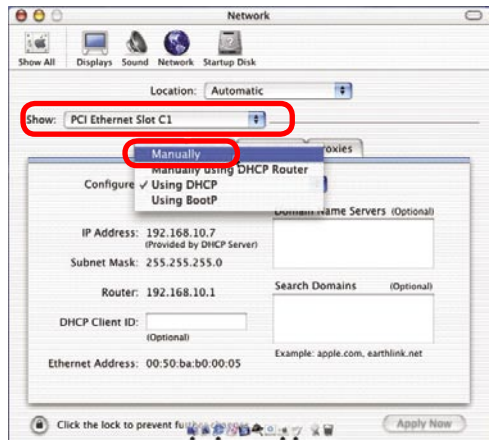 Network
Show All Displays Sound Network Startup Disk
Location: Automatic
Show: PCI Ethernet Slot C1
Proxies
Manually
Manually using DHCP Router
Configure ✓ Using DHCP
Using BootP
Domain Name Servers (Optional)
IP Address: 192.168.10.7
(Provided by DHCP Server)
Subnet Mask: 255.255.255.0
Search Domains (Optional)
Router: 192.168.10.1
DHCP Client ID:
(Optional)
Example: apple.com, earthlink.net
Ethernet Address: 00:50:ba:b0:00:05
Click the lock to prevent further changes
Apply Now